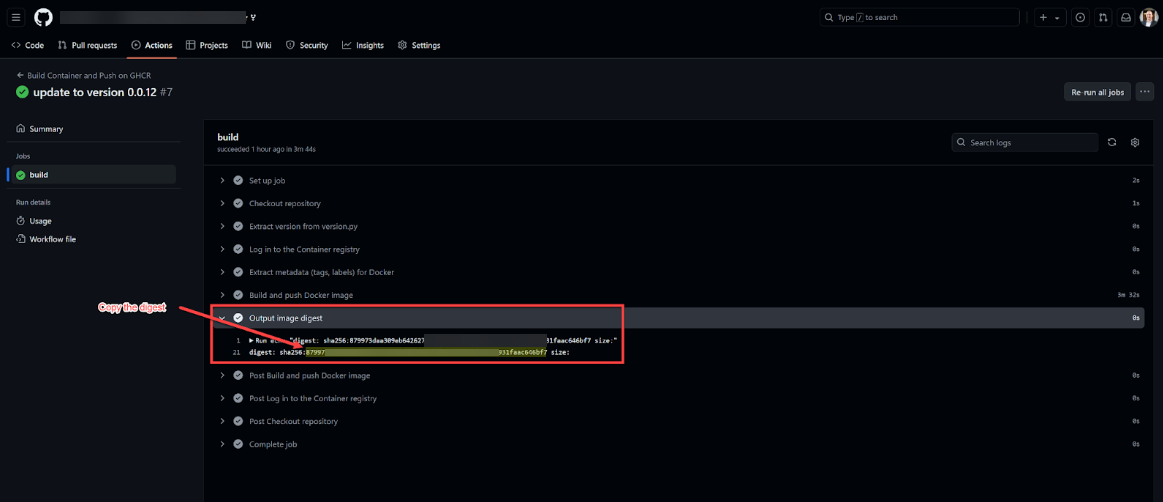 Type / to search
Code Pull requests Actions Projects Wiki Security Insights Settings
Build Container and Push on GHCR
update to version 0.0.12 #7
Re-run all jobs
Summary
Jobs
build
Run details
Usage
Workflow file
build
succeeded 1 hour ago in 3m 44s
Search logs
Set up job 2s
Checkout repository 1s
Extract version from version.py 0s
Log in to the Container registry 0s
Extract metadata (tags, labels) for Docker 0s
Build and push Docker image 3m 32s
Copy the digest
Output image digest 0s
1 Run "digest: sha256:879973daa309eb642627 31faac646bf7 size:"
21 digest: sha256:87997 931faac646bf7 size:
Post Build and push Docker image 0s
Post Log in to the Container registry 0s
Post Checkout repository 0s
Complete job 0s